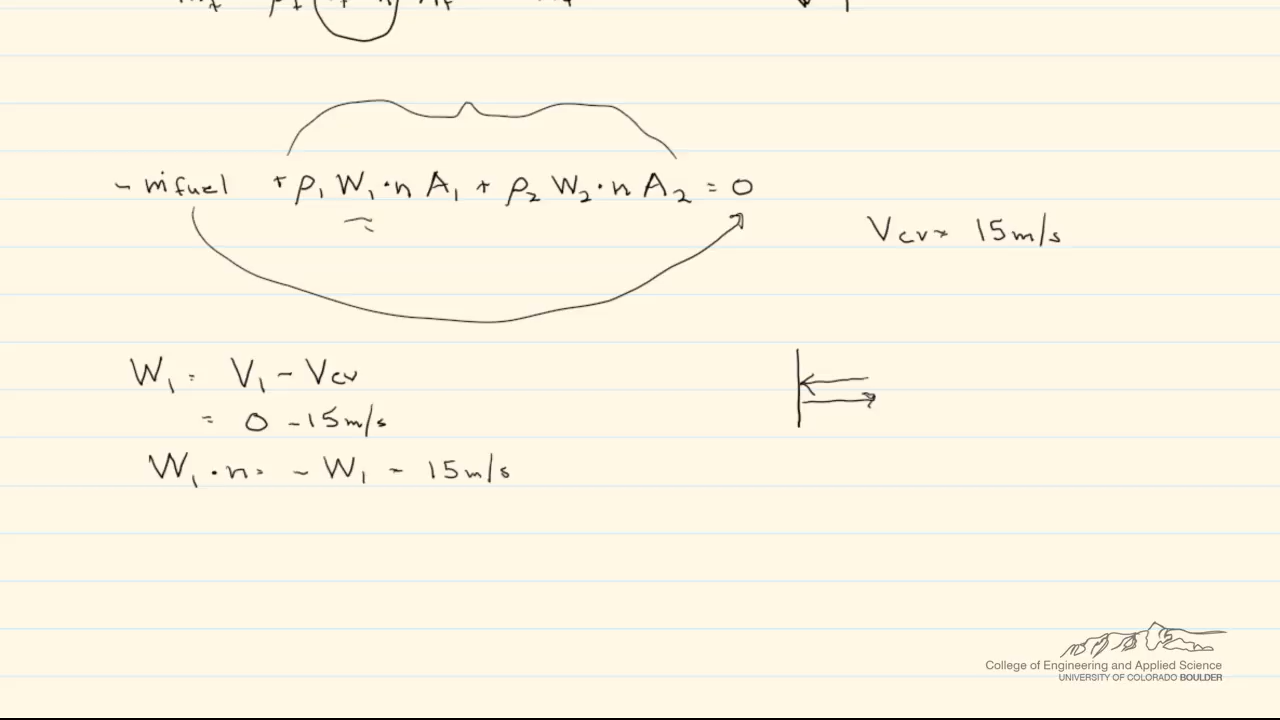 - ṁfuel + ρ₁ W₁·n A₁ + ρ₂ W₂·n A₂ = 0
Vcv = 15m/s
W₁ = V₁ - Vcv
= 0 - 15m/s
W₁·n = - W₁ - 15m/s
College of Engineering and Applied Science
UNIVERSITY OF COLORADO BOULDER